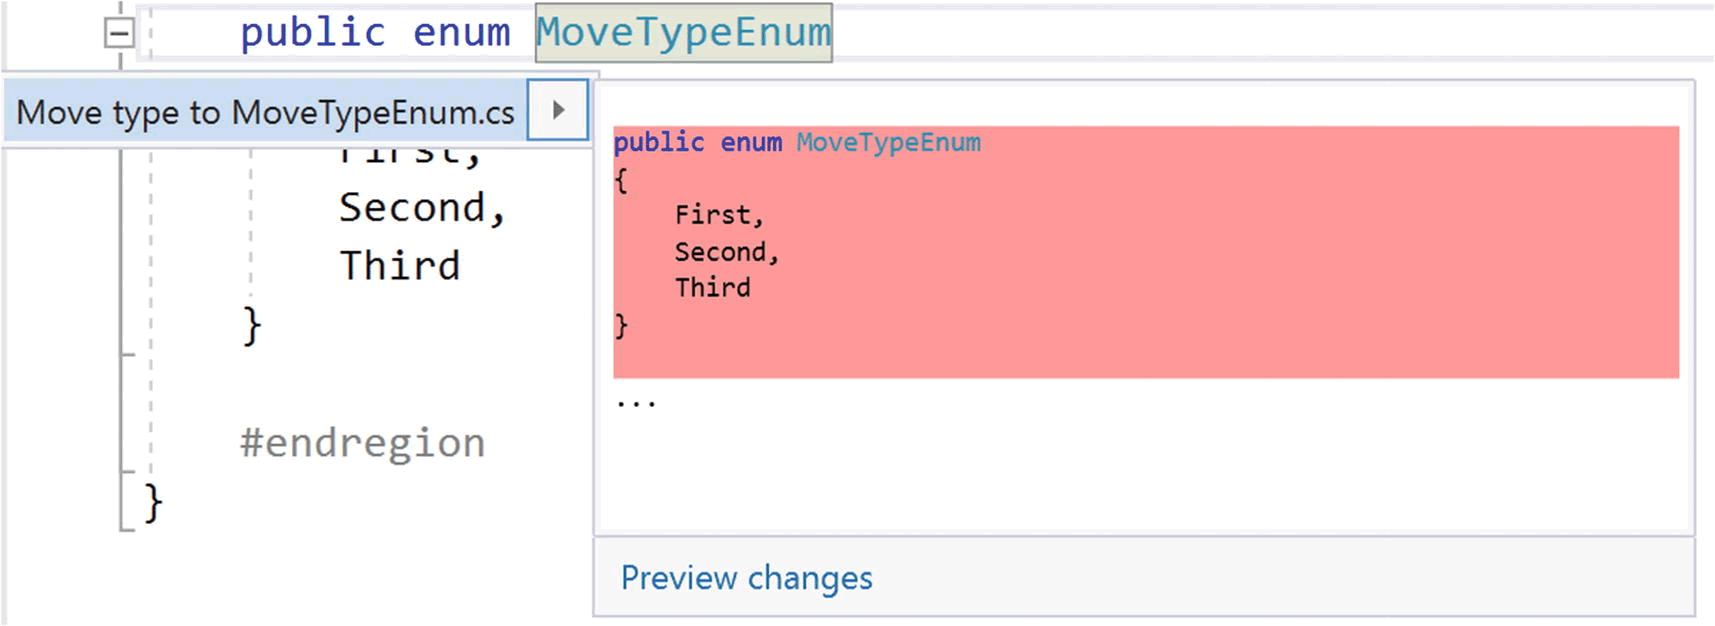 public enum MoveTypeEnum
Move type to MoveTypeEnum.cs
First,
Second,
Third
}
#endregion
}
public enum MoveTypeEnum
{
First,
Second,
Third
}
...
Preview changes